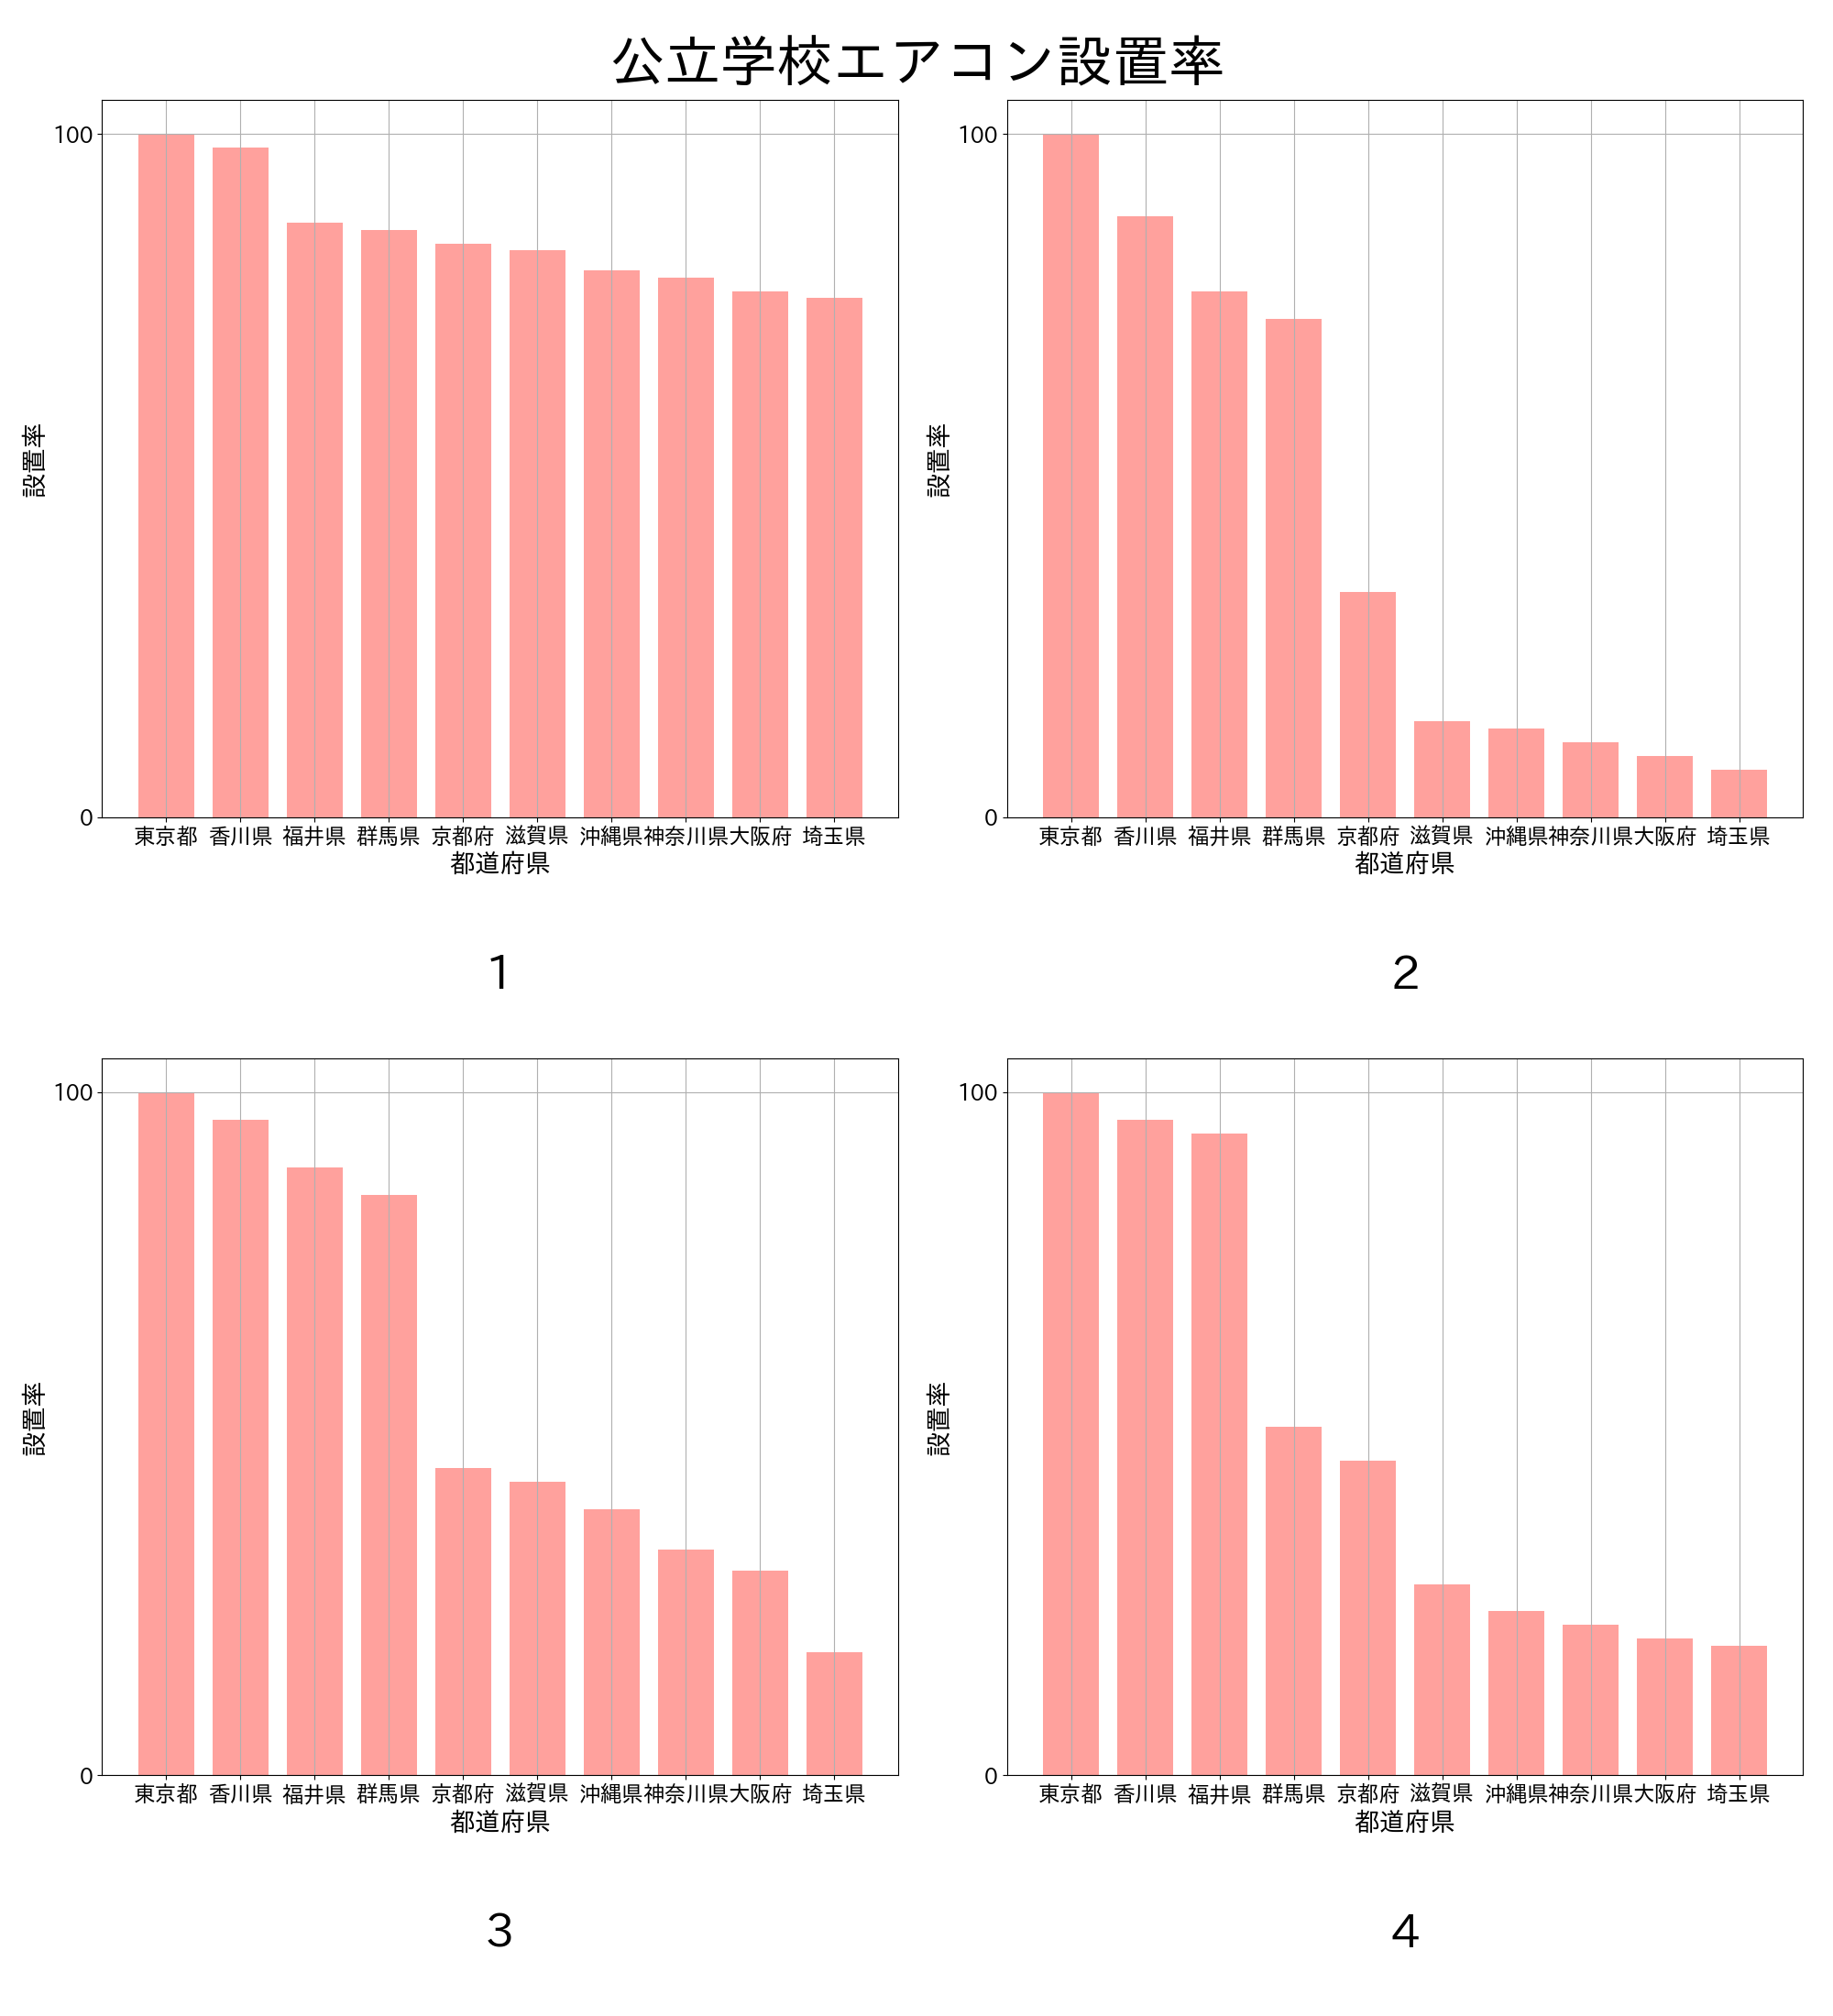 公立学校エアコン設置率
100
0
設置率
東京都 香川県 福井県 群馬県 京都府 滋賀県 沖縄県 神奈川県 大阪府 埼玉県
都道府県
1
100
0
設置率
東京都 香川県 福井県 群馬県 京都府 滋賀県 沖縄県 神奈川県 大阪府 埼玉県
都道府県
2
100
0
設置率
東京都 香川県 福井県 群馬県 京都府 滋賀県 沖縄県 神奈川県 大阪府 埼玉県
都道府県
3
100
0
設置率
東京都 香川県 福井県 群馬県 京都府 滋賀県 沖縄県 神奈川県 大阪府 埼玉県
都道府県
4